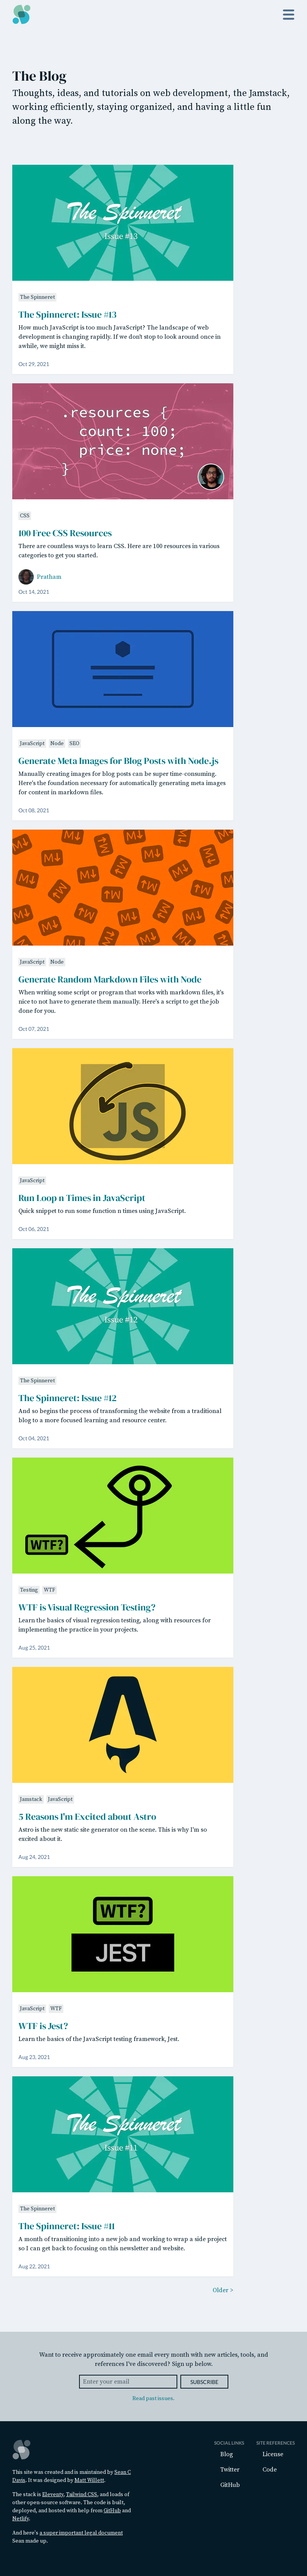 The Blog
Thoughts, ideas, and tutorials on web development, the Jamstack,
working efficiently, staying organized, and having a little fun
along the way.
The Spinneret
Issue #13
The Spinneret
The Spinneret: Issue #13
How much JavaScript is too much JavaScript? The landscape of web
development is changing rapidly. If we don't stop to look around once in
awhile, we might miss it.
Oct 29, 2021
.resources {
count: 100;
price: none;
}
CSS
100 Free CSS Resources
There are countless ways to learn CSS. Here are 100 resources in various
categories to get you started.
Pratham
Oct 14, 2021
JavaScript Node SEO
Generate Meta Images for Blog Posts with Node.js
Manually creating images for blog posts can be super time-consuming.
Here's the foundation necessary for automatically generating meta images
for content in markdown files.
Oct 08, 2021
JavaScript Node
Generate Random Markdown Files with Node
When writing some script or program that works with markdown files, it's
nice to not have to generate them manually. Here's a script to get the job
done for you.
Oct 07, 2021
JS
JavaScript
Run Loop n Times in JavaScript
Quick snippet to run some function n times using JavaScript.
Oct 06, 2021
The Spinneret
Issue #12
The Spinneret
The Spinneret: Issue #12
And so begins the process of transforming the website from a traditional
blog to a more focused learning and resource center.
Oct 04, 2021
WTF?
Testing WTF
WTF is Visual Regression Testing?
Learn the basics of visual regression testing, along with resources for
implementing the practice in your projects.
Aug 25, 2021
Jamstack JavaScript
5 Reasons I'm Excited about Astro
Astro is the new static site generator on the scene. This is why I'm so
excited about it.
Aug 24, 2021
WTF?
JEST
JavaScript WTF
WTF is Jest?
Learn the basics of the JavaScript testing framework, Jest.
Aug 23, 2021
The Spinneret
Issue #11
The Spinneret
The Spinneret: Issue #11
A month of transitioning into a new job and working to wrap up a side project
so I can get back to focusing on this newsletter and website.
Aug 22, 2021
Older >
Want to receive approximately one email every month with new articles, tools, and
references I've discovered? Sign up below.
Enter your email
SUBSCRIBE
Read past issues.
This site was created and is maintained by Sean C
Davis. It was designed by Matt Willett.
The stack is Eleventy, Tailwind CSS, and loads of
other open-source software. The code is built,
deployed, and hosted with help from GitHub and
Netlify.
And here's a super important legal document
Sean made up.
SOCIAL LINKS
Blog
Twitter
GitHub
SITE REFERENCES
License
Code